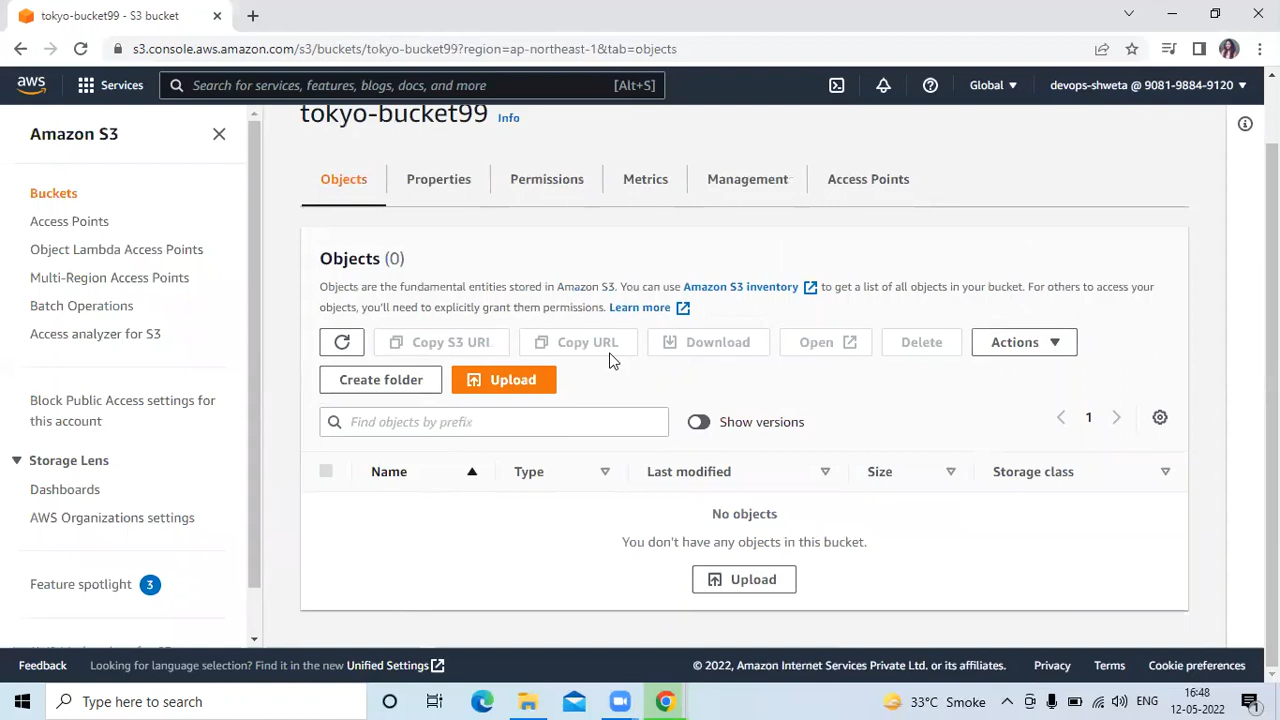 tokyo-bucket99 - S3 bucket
s3.console.aws.amazon.com/s3/buckets/tokyo-bucket99?region=ap-northeast-1&tab=objects
aws Services Search for services, features, blogs, docs, and more [Alt+S] Global devops-shweta @ 9081-9884-9120
Amazon S3
Buckets
Access Points
Object Lambda Access Points
Multi-Region Access Points
Batch Operations
Access analyzer for S3
Block Public Access settings for
this account
Storage Lens
Dashboards
AWS Organizations settings
Feature spotlight 3
tokyo-bucket99 Info
Objects Properties Permissions Metrics Management Access Points
Objects (0)
Objects are the fundamental entities stored in Amazon S3. You can use Amazon S3 inventory to get a list of all objects in your bucket. For others to access your
objects, you'll need to explicitly grant them permissions. Learn more
Copy S3 URI Copy URL Download Open Delete Actions
Create folder Upload
Find objects by prefix Show versions 1
Name Type Last modified Size Storage class
No objects
You don't have any objects in this bucket.
Upload
Feedback Looking for language selection? Find it in the new Unified Settings © 2022, Amazon Internet Services Private Ltd. or its affiliates. Privacy Terms Cookie preferences
Type here to search 33°C Smoke ENG 16:48
12-05-2022 1